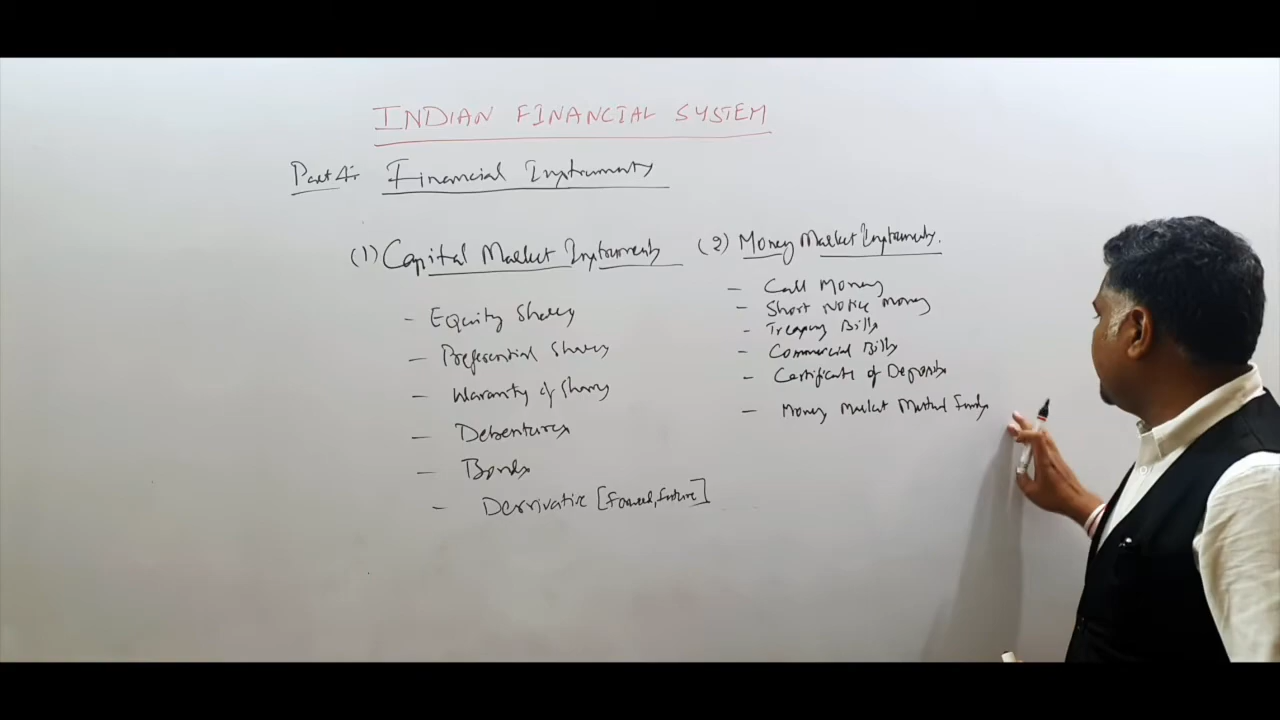 INDIAN FINANCIAL SYSTEM
Part 4: Financial Instruments
(1) Capital Market Instruments
- Equity Shares
- Preferential Shares
- Warranty of Shares
- Debentures
- Bonds
- Derrivative [Forward, Future]
(2) Money Market Instruments.
- Call Money
- Short Notice Money
- Treasury Bills
- Commercial Bills
- Certificate of Deposits
- Money Market Mutual Funds